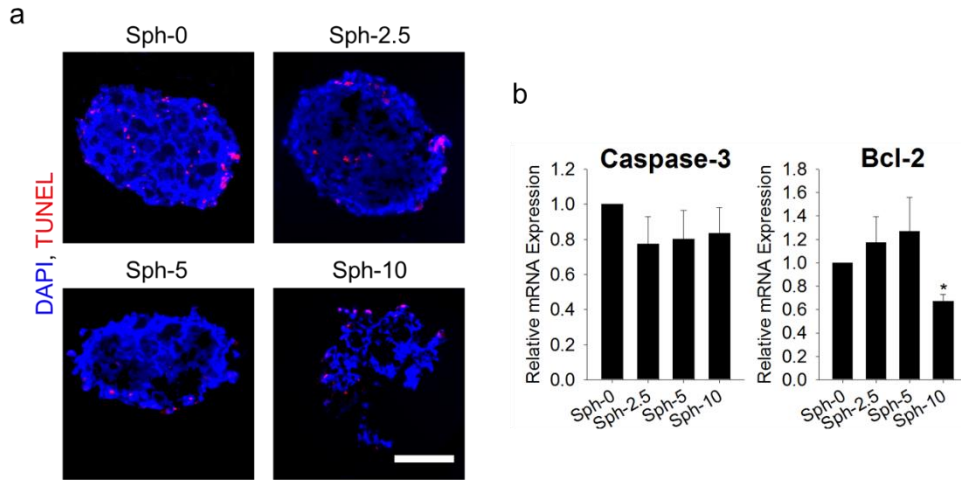 a
Sph-0
Sph-2.5
Sph-5
Sph-10
DAPI, TUNEL
b
Caspase-3
Relative mRNA Expression
1.2
1.0
0.8
0.6
0.4
0.2
0.0
Sph-0
Sph-2.5
Sph-5
Sph-10
Bcl-2
Relative mRNA Expression
1.8
1.6
1.4
1.2
1.0
0.8
0.6
0.4
0.2
0.0
*
Sph-0
Sph-2.5
Sph-5
Sph-10